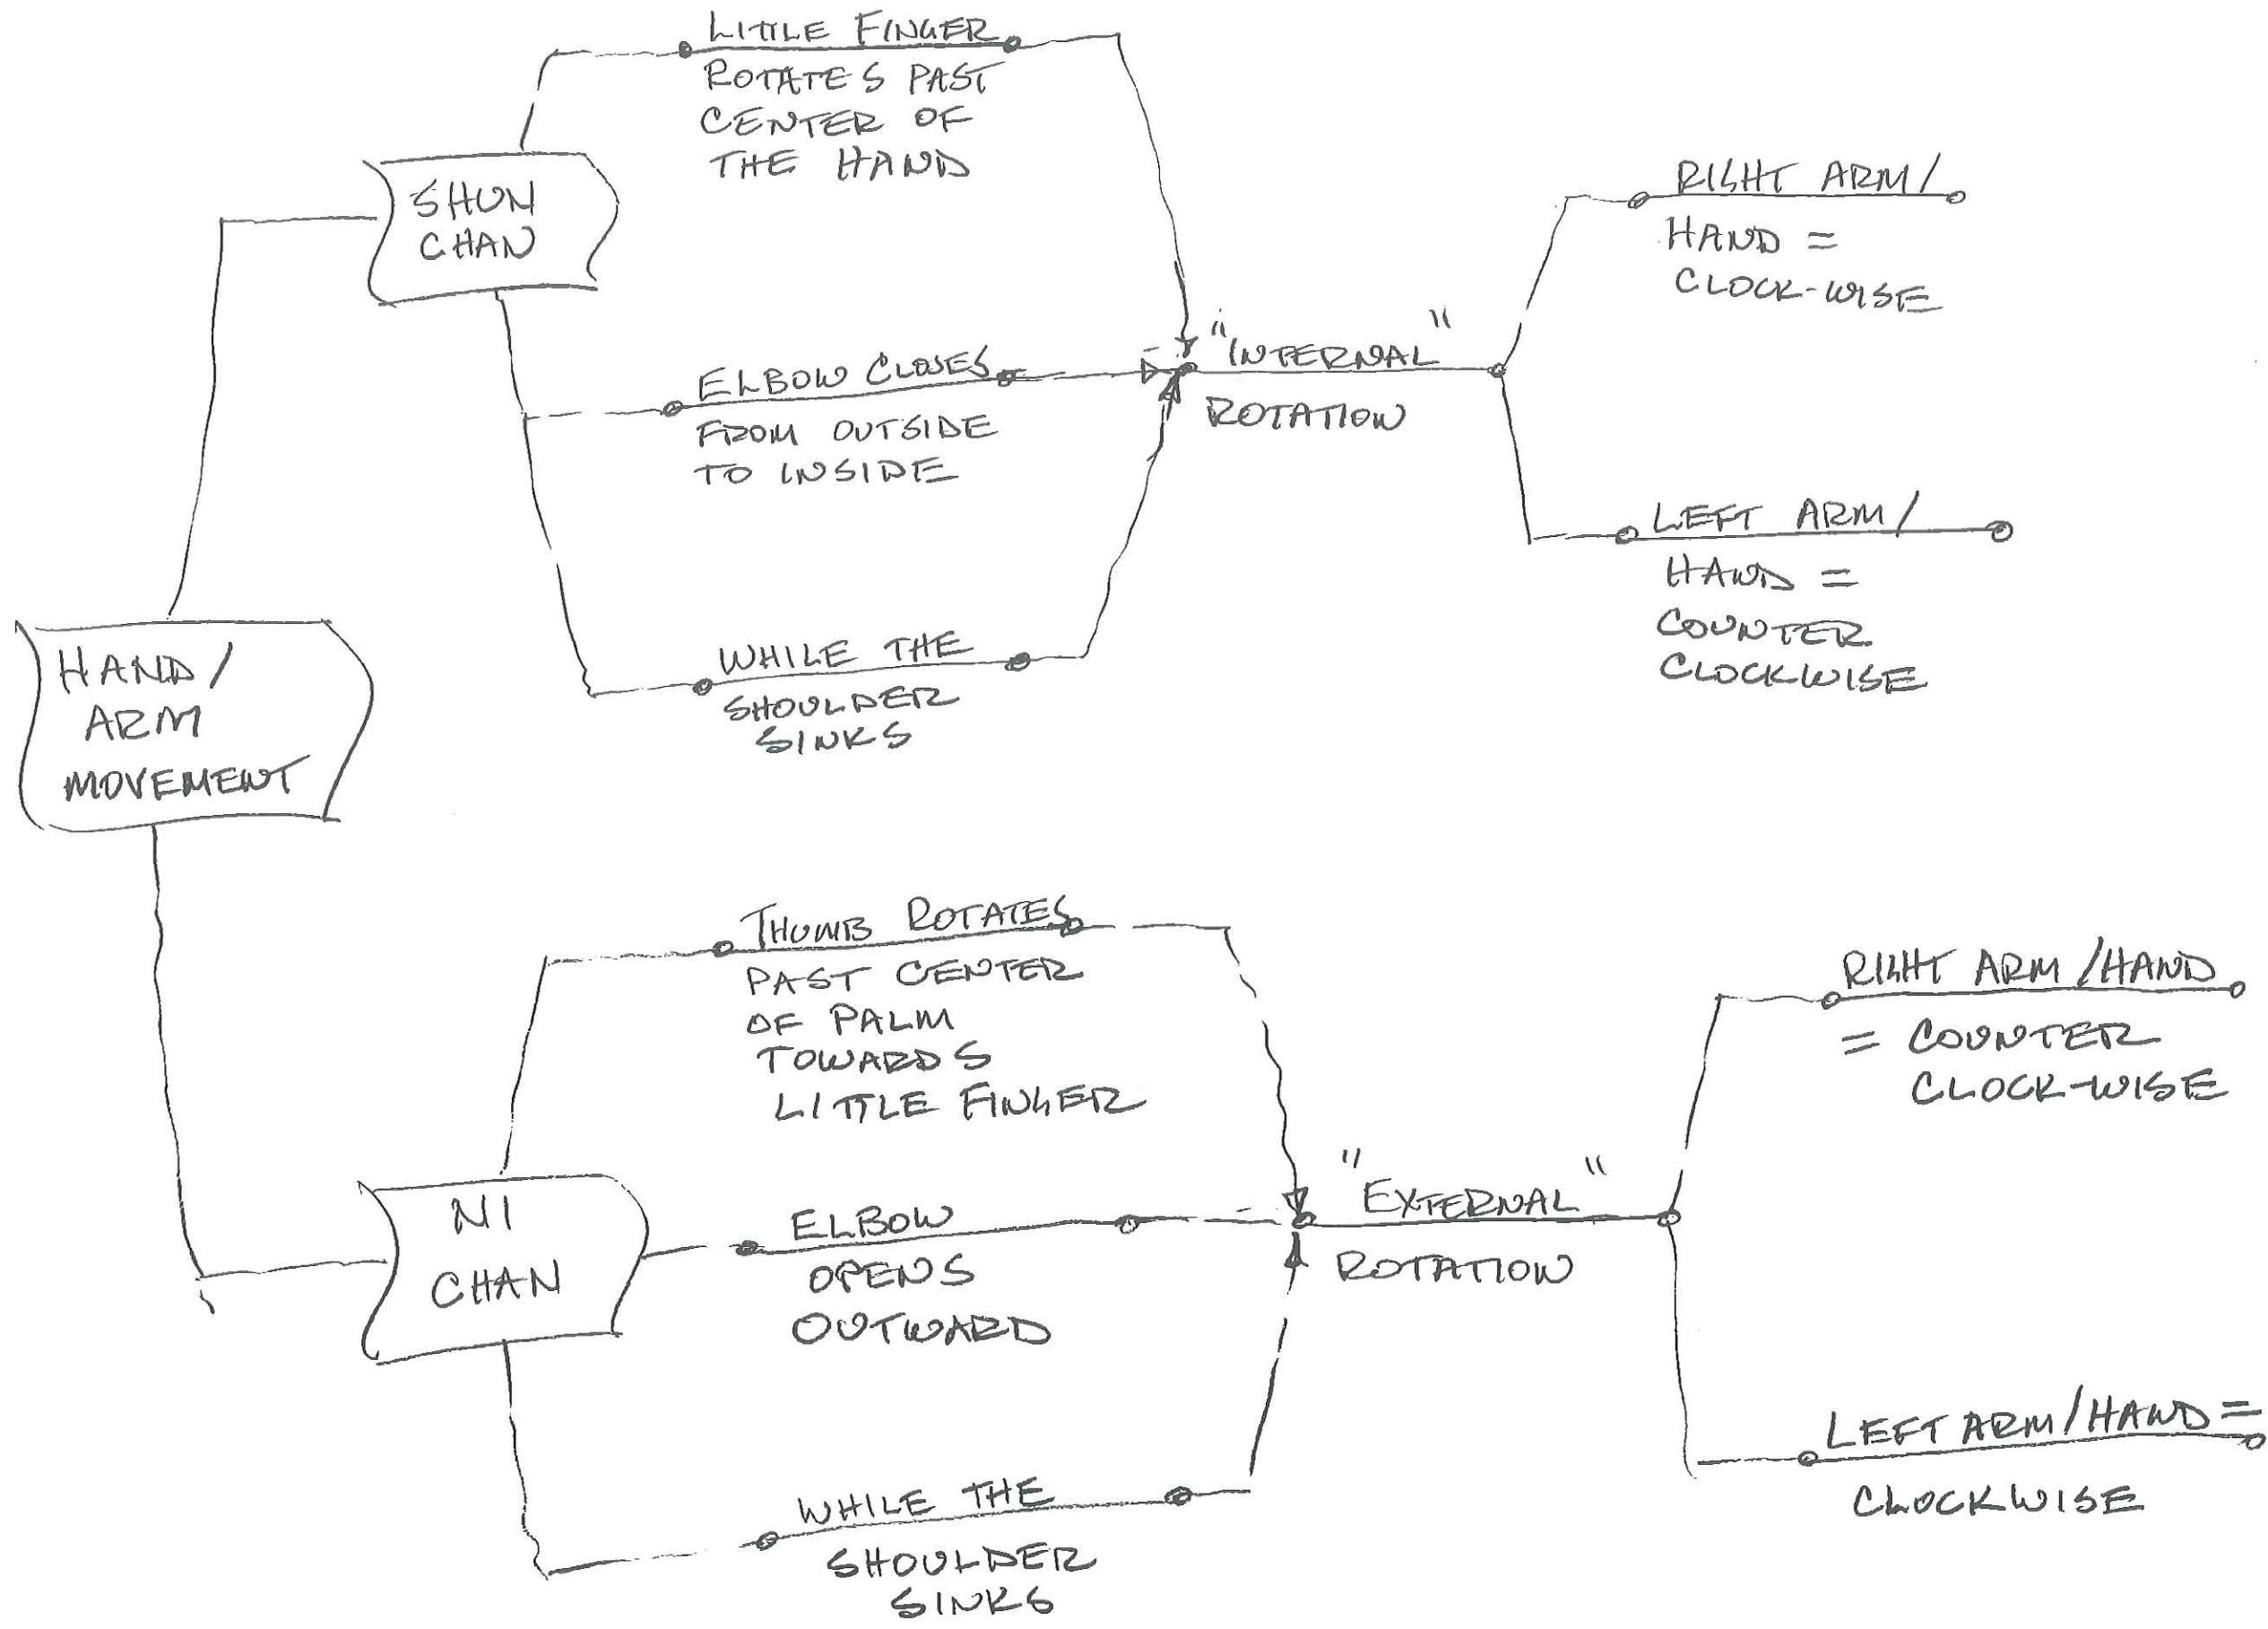 HAND/
ARM
MOVEMENT
SHUN
CHAN
LITTLE FINGER
ROTATES PAST
CENTER OF
THE HAND
ELBOW CLOSES
FROM OUTSIDE
TO INSIDE
WHILE THE
SHOULDER
SINKS
"INTERNAL"
ROTATION
RIGHT ARM/
HAND =
CLOCK-WISE
LEFT ARM/
HAND =
COUNTER
CLOCKWISE
NI
CHAN
THUMB ROTATES
PAST CENTER
OF PALM
TOWARDS
LITTLE FINGER
ELBOW
OPENS
OUTWARD
WHILE THE
SHOULDER
SINKS
"EXTERNAL"
ROTATION
RIGHT ARM/HAND
= COUNTER
CLOCK-WISE
LEFT ARM/HAND =
CLOCKWISE